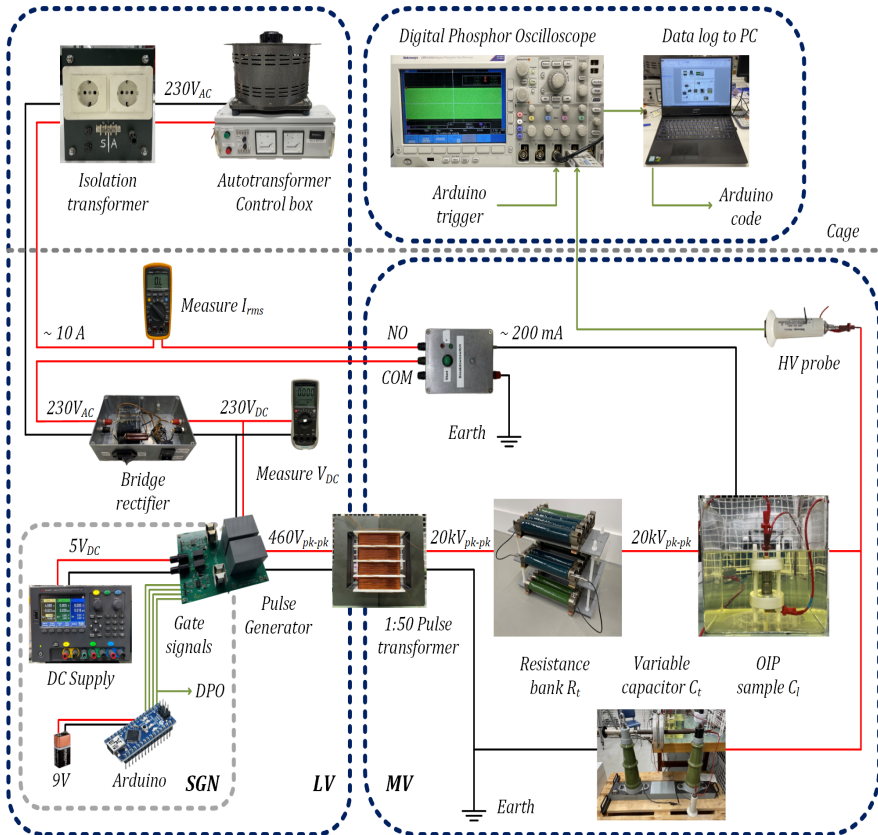 Digital Phosphor Oscilloscope
Data log to PC
230V_AC
S A
Isolation
transformer
Autotransformer
Control box
Arduino
trigger
Arduino
code
Cage
Measure I_rms
~ 10 A
NO
~ 200 mA
COM
HV probe
230V_AC
230V_DC
Earth
Bridge
rectifier
Measure V_DC
5V_DC
460V_pk-pk
20kV_pk-pk
20kV_pk-pk
Gate
signals
Pulse
Generator
1:50 Pulse
transformer
DC Supply
DPO
Resistance
bank R_t
Variable
capacitor C_t
OIP
sample C_l
9V
Arduino
SGN
LV
MV
Earth